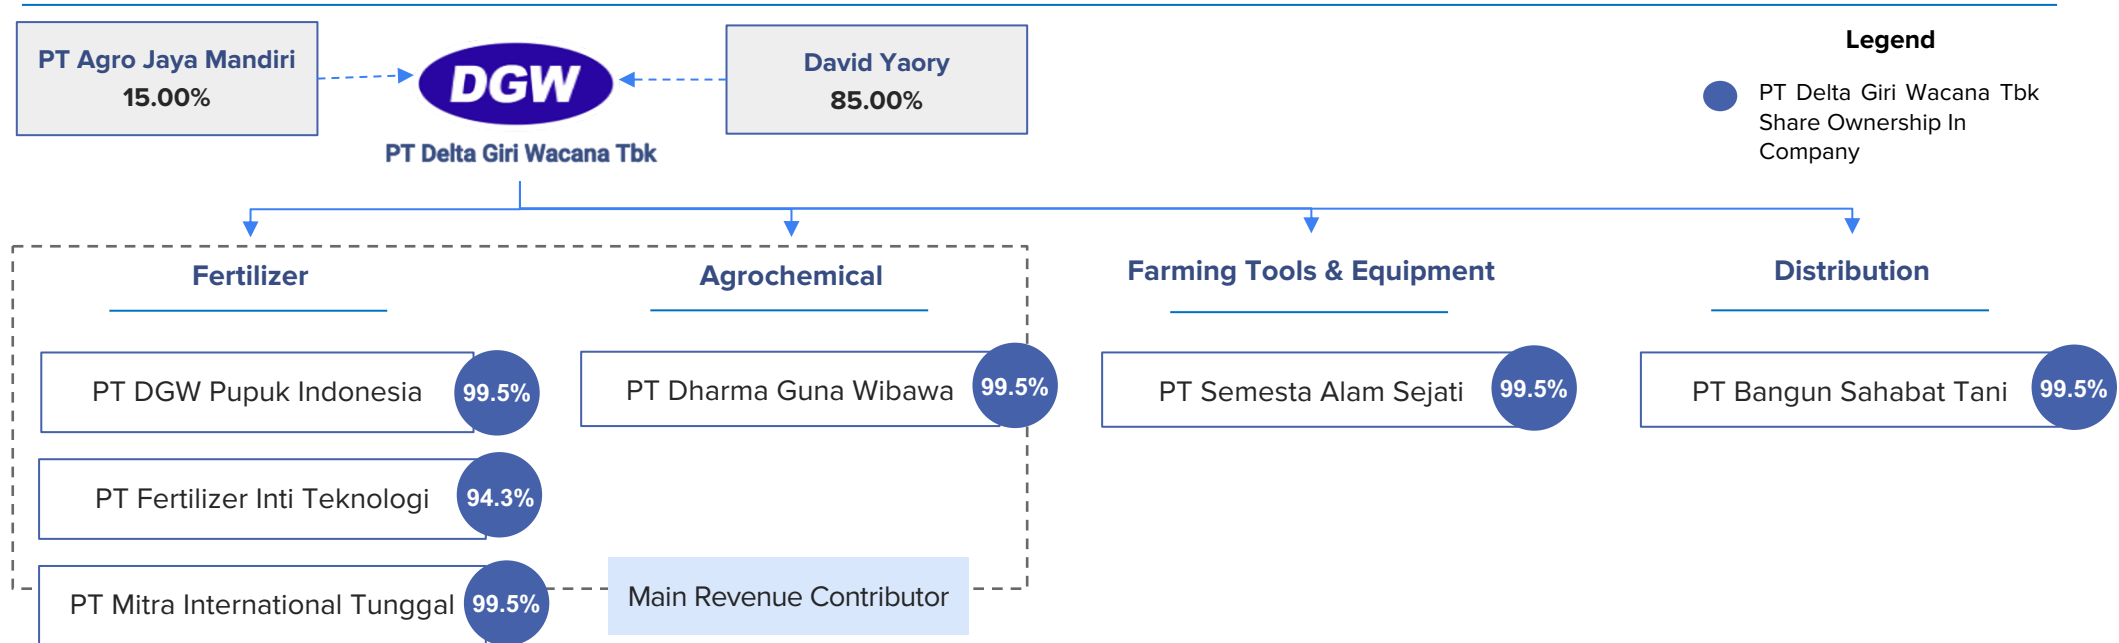 PT Agro Jaya Mandiri
15.00%
DGW
PT Delta Giri Wacana Tbk
David Yaory
85.00%
Legend
PT Delta Giri Wacana Tbk
Share Ownership In
Company
Fertilizer
PT DGW Pupuk Indonesia
99.5%
PT Fertilizer Inti Teknologi
94.3%
PT Mitra International Tunggal
99.5%
Agrochemical
PT Dharma Guna Wibawa
99.5%
Main Revenue Contributor
Farming Tools & Equipment
PT Semesta Alam Sejati
99.5%
Distribution
PT Bangun Sahabat Tani
99.5%